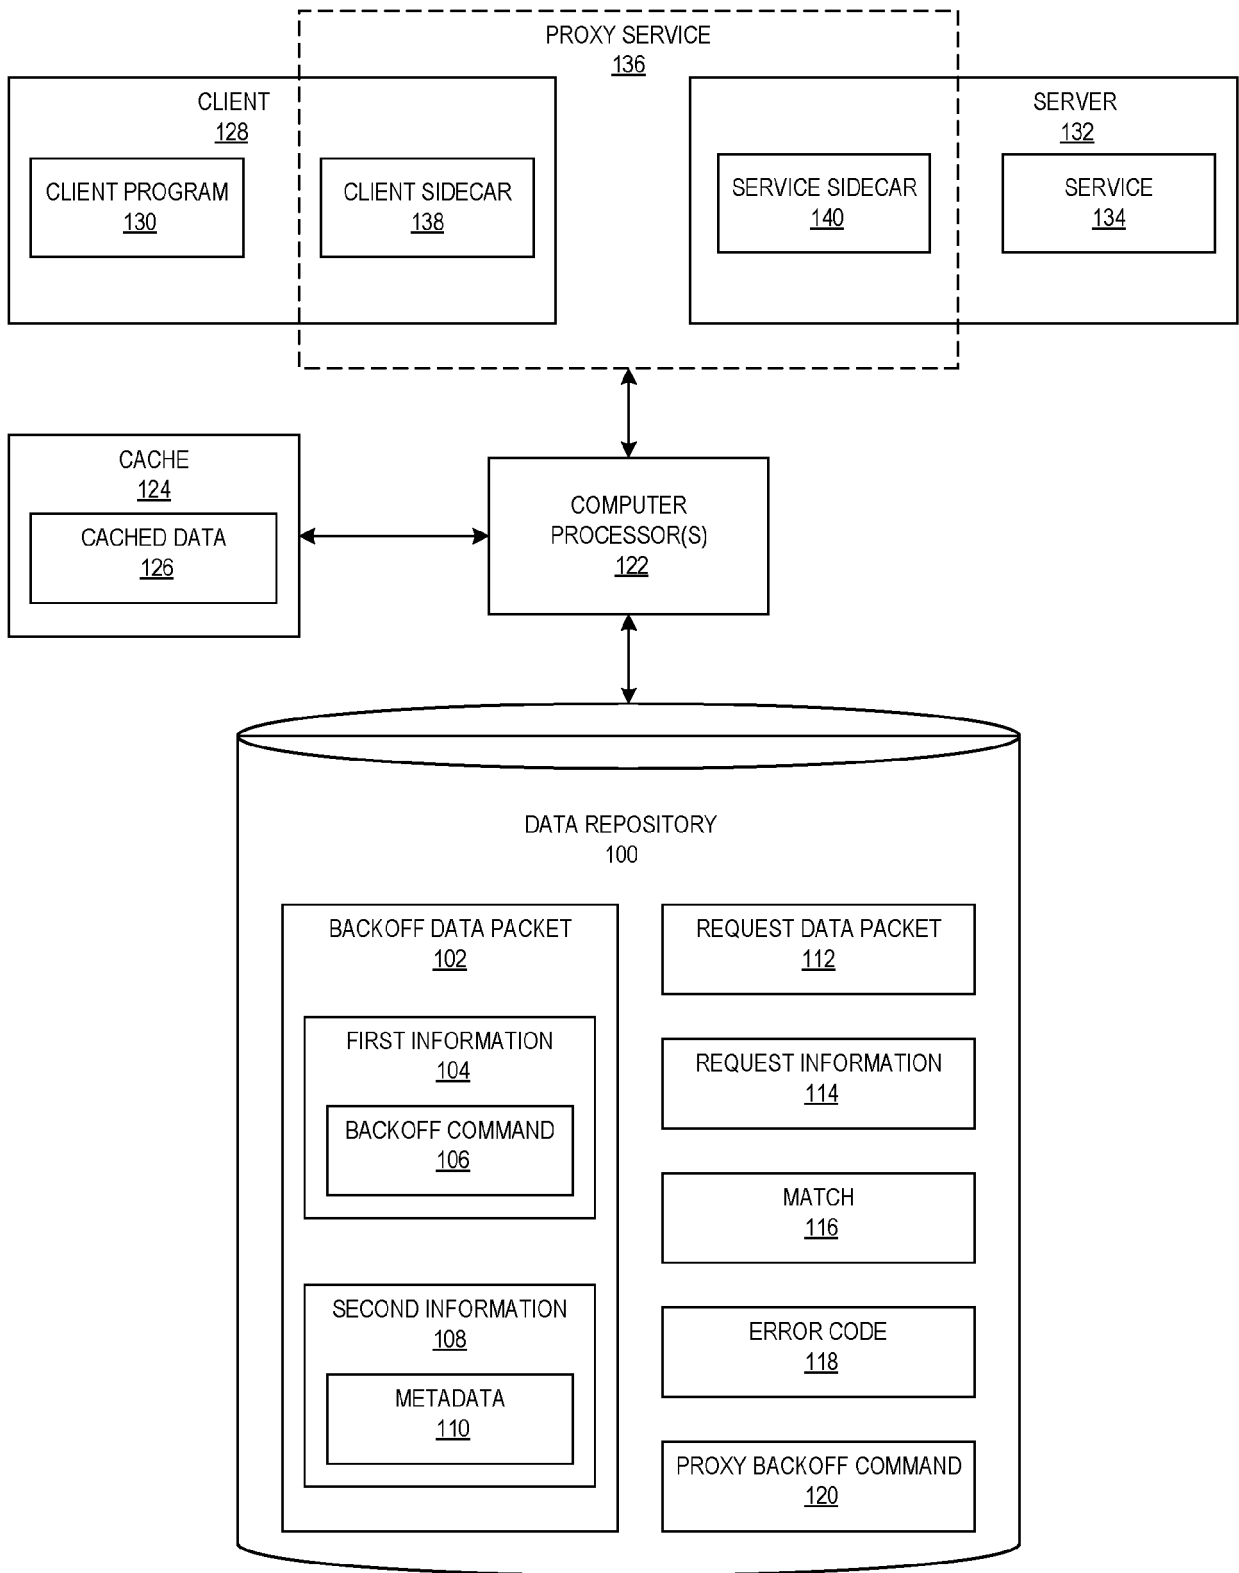 PROXY SERVICE
136
CLIENT
128
CLIENT PROGRAM
130
CLIENT SIDECAR
138
SERVER
132
SERVICE SIDECAR
140
SERVICE
134
CACHE
124
CACHED DATA
126
COMPUTER
PROCESSOR(S)
122
DATA REPOSITORY
100
BACKOFF DATA PACKET
102
FIRST INFORMATION
104
BACKOFF COMMAND
106
SECOND INFORMATION
108
METADATA
110
REQUEST DATA PACKET
112
REQUEST INFORMATION
114
MATCH
116
ERROR CODE
118
PROXY BACKOFF COMMAND
120